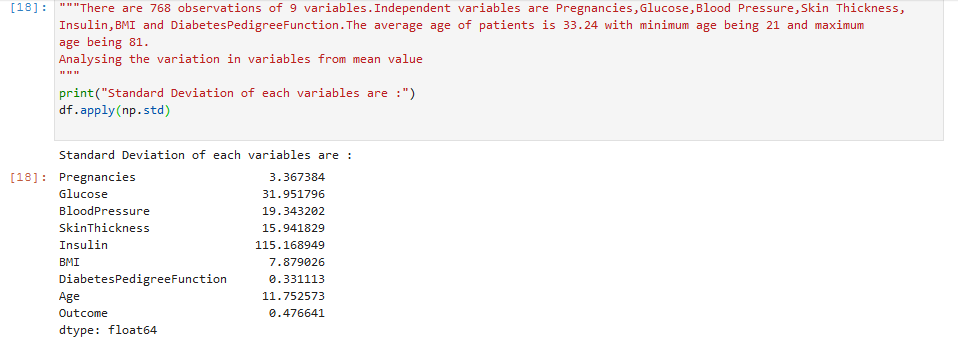 [18]: """There are 768 observations of 9 variables.Independent variables are Pregnancies,Glucose,Blood Pressure,Skin Thickness,
Insulin,BMI and DiabetesPedigreeFunction.The average age of patients is 33.24 with minimum age being 21 and maximum
age being 81.
Analysing the variation in variables from mean value
"""
print("Standard Deviation of each variables are :")
df.apply(np.std)
Standard Deviation of each variables are :
[18]: Pregnancies 3.367384
Glucose 31.951796
BloodPressure 19.343202
SkinThickness 15.941829
Insulin 115.168949
BMI 7.879026
DiabetesPedigreeFunction 0.331113
Age 11.752573
Outcome 0.476641
dtype: float64